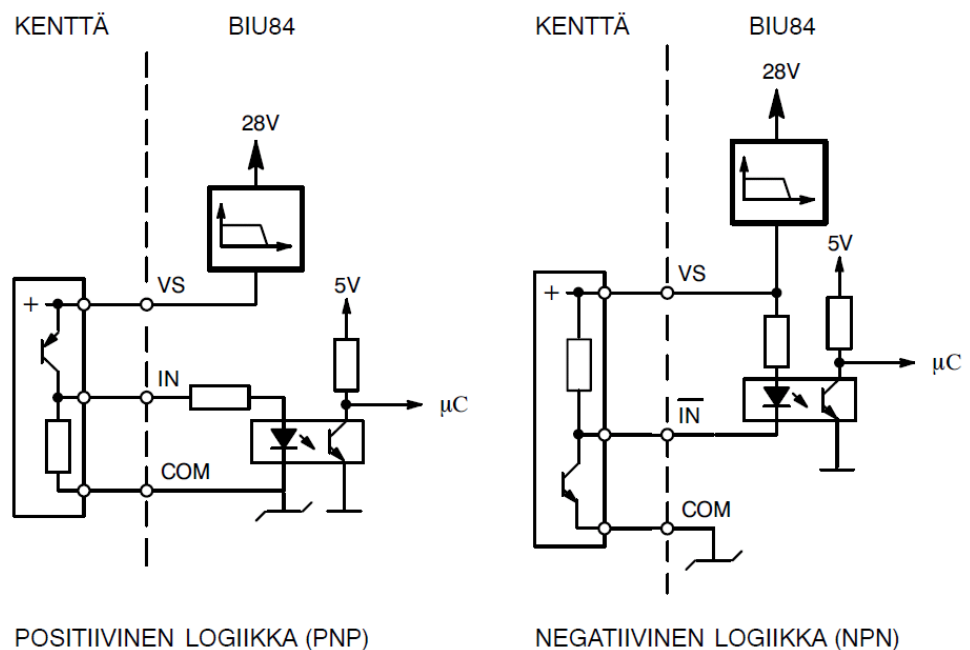 KENTTÄ
BIU84
28V
VS
5V
+
IN
µC
COM
POSITIIVINEN LOGIIKKA (PNP)
KENTTÄ
BIU84
28V
5V
VS
+
µC
IN
COM
NEGATIIVINEN LOGIIKKA (NPN)